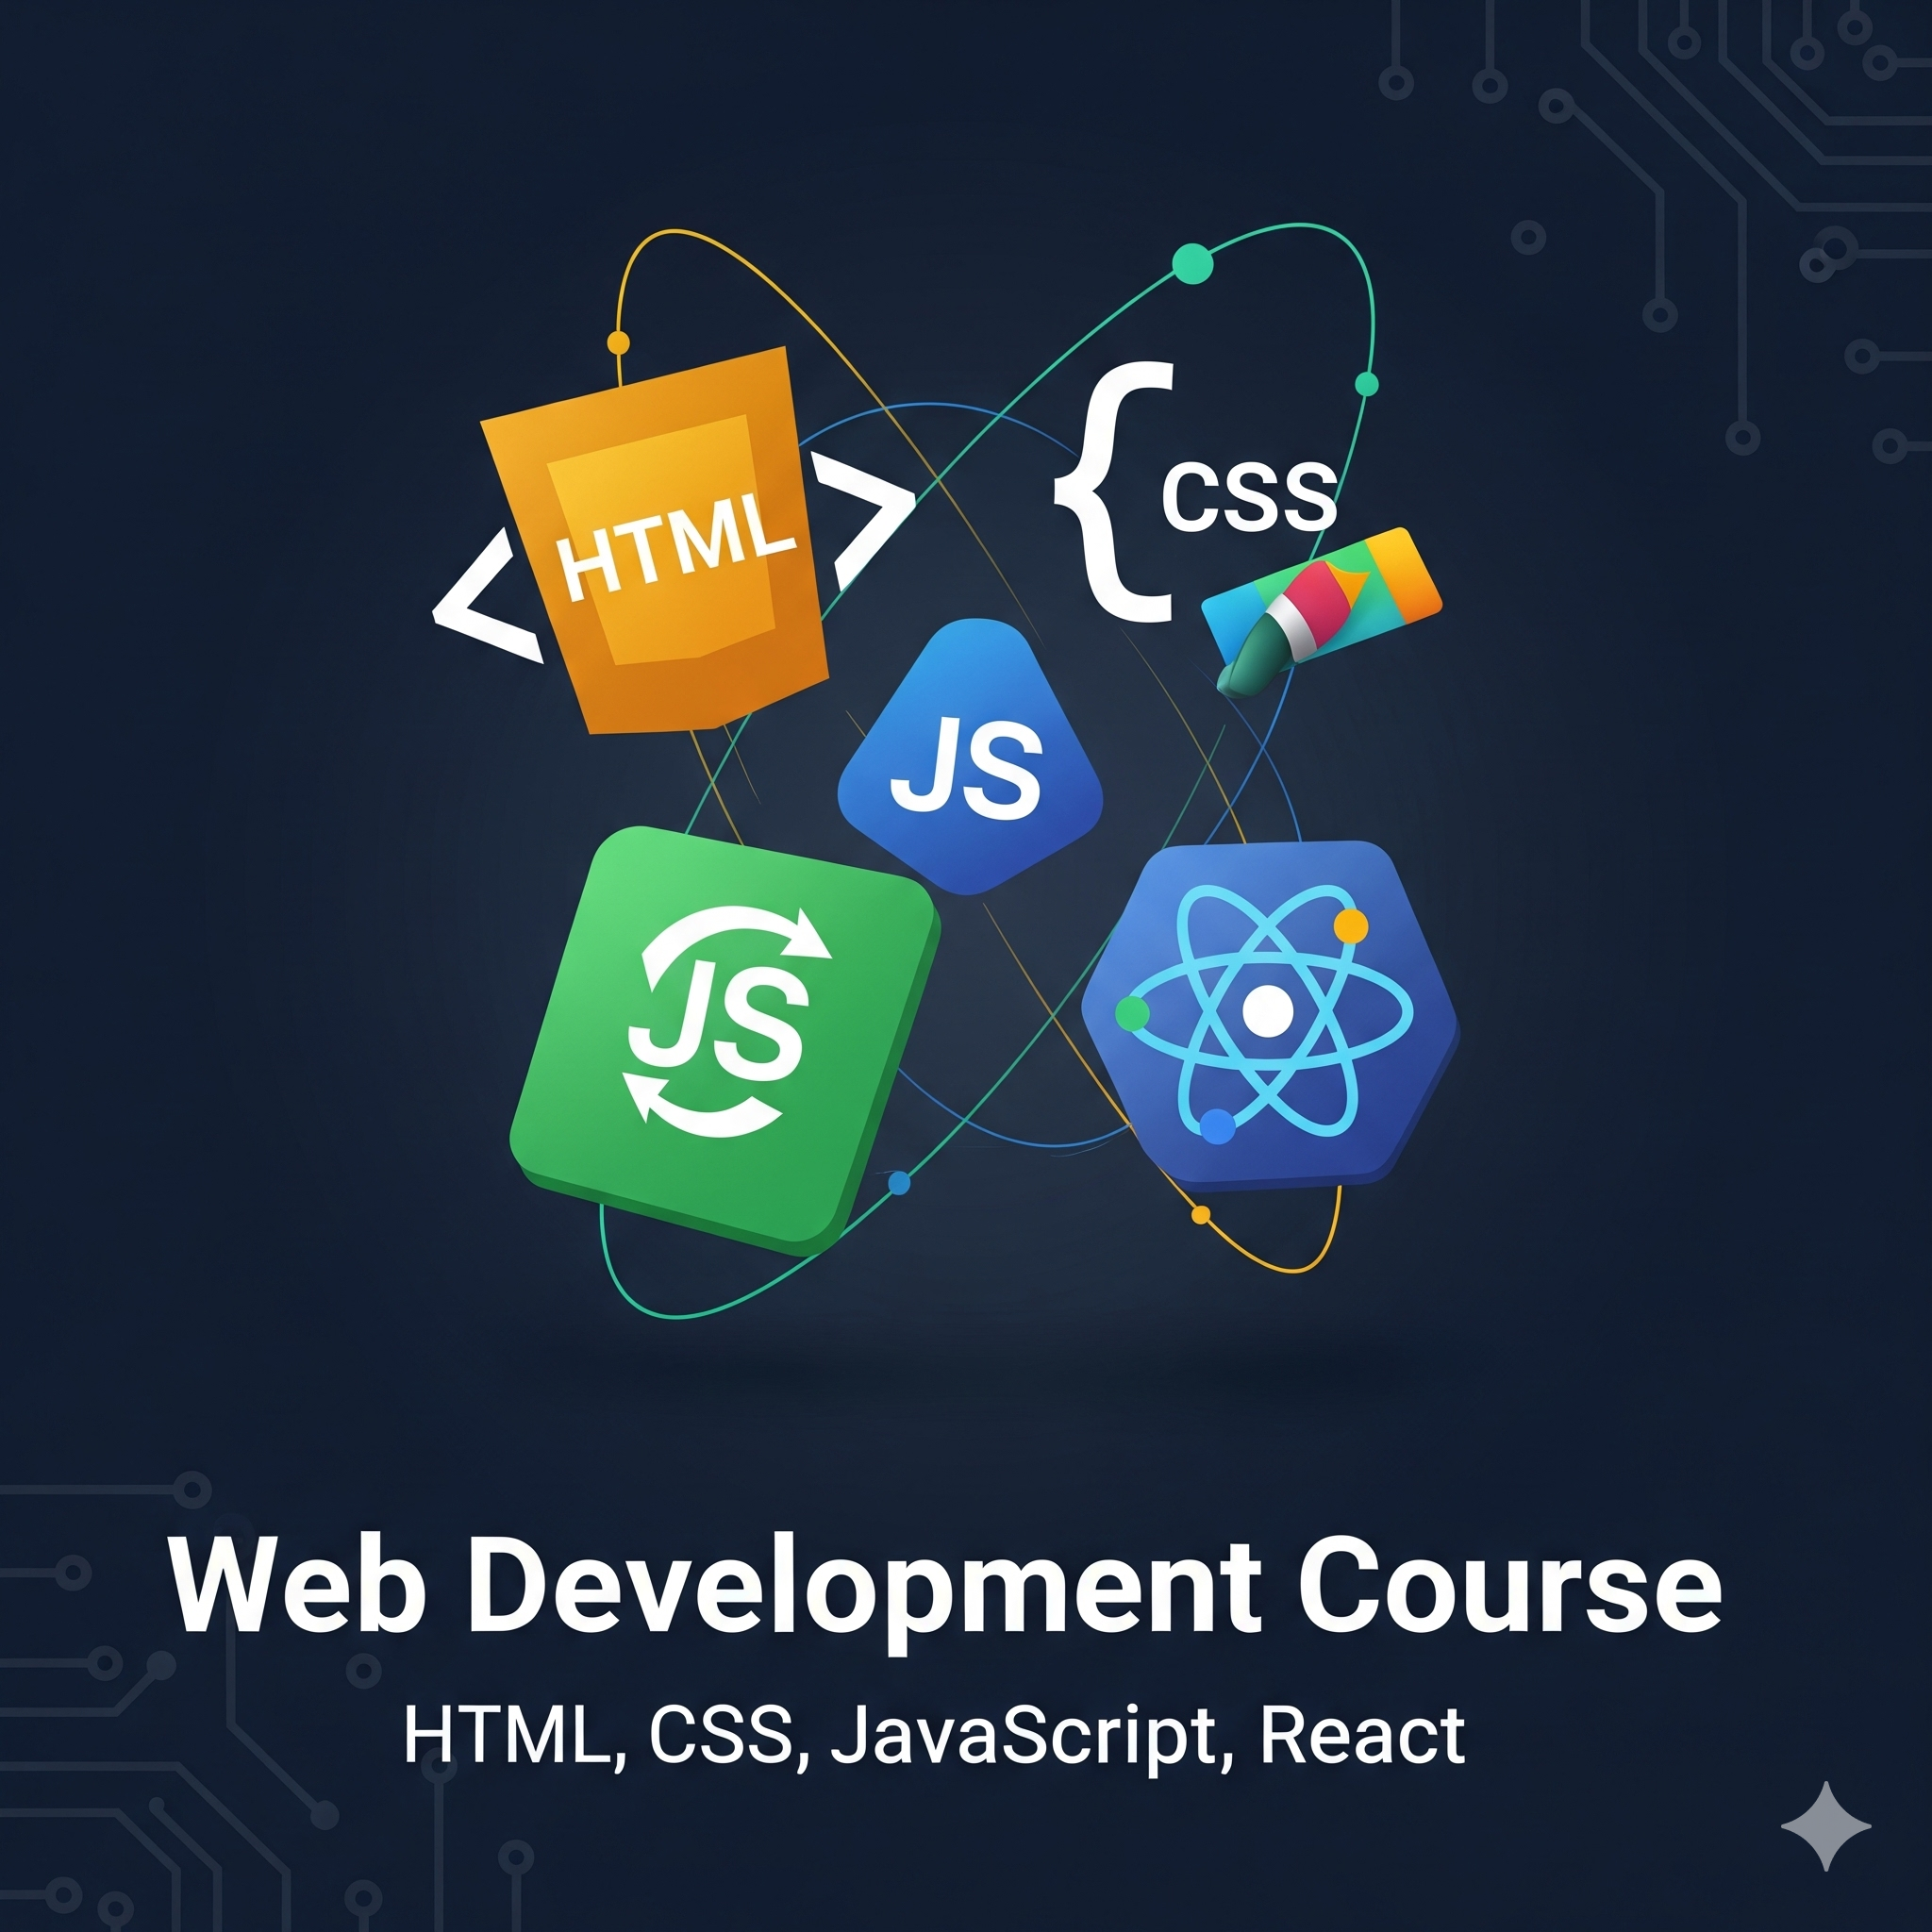 < HTML >
{ CSS
JS
JS
Web Development Course
HTML, CSS, JavaScript, React